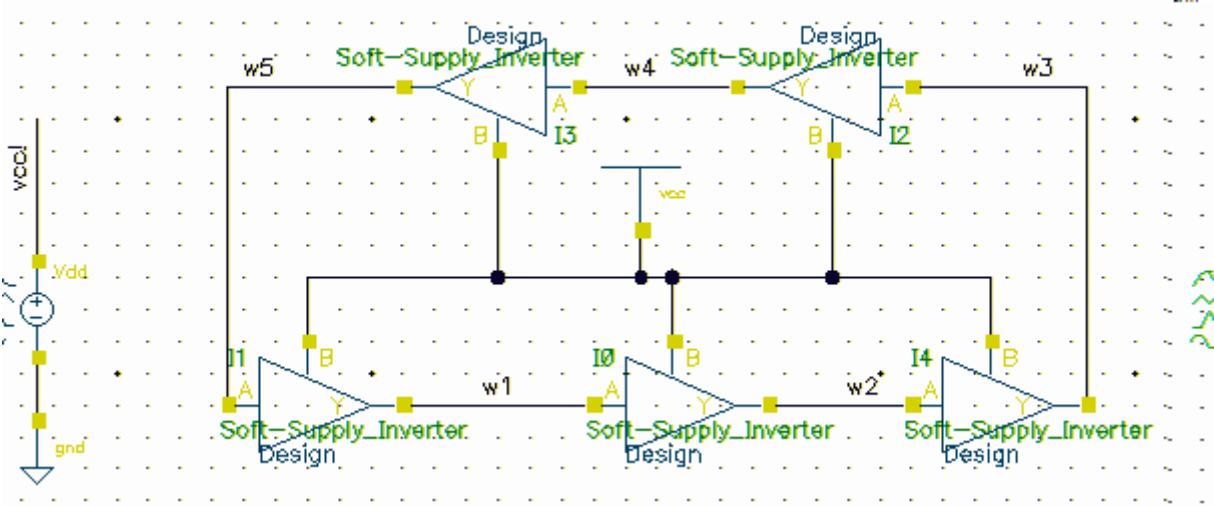 Design
Design
Soft-Supply_Inverter
Soft-Supply_Inverter
w5
w4
w3
Y
A
Y
A
B
I3
B
I2
vcc
Vdd
I1
B
I0
B
I4
B
A
Y
w1
A
Y
w2
A
Y
Soft-Supply_Inverter
Soft-Supply_Inverter
Soft-Supply_Inverter
gnd
Design
Design
Design